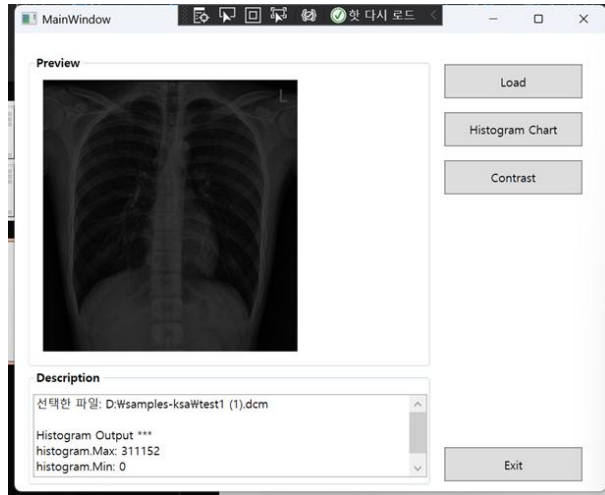 MainWindow
핫 다시 로드
Preview
L
Load
Histogram Chart
Contrast
Description
선택한 파일: D:₩samples-ksa₩test1 (1).dcm
Histogram Output ***
histogram.Max: 311152
histogram.Min: 0
Exit